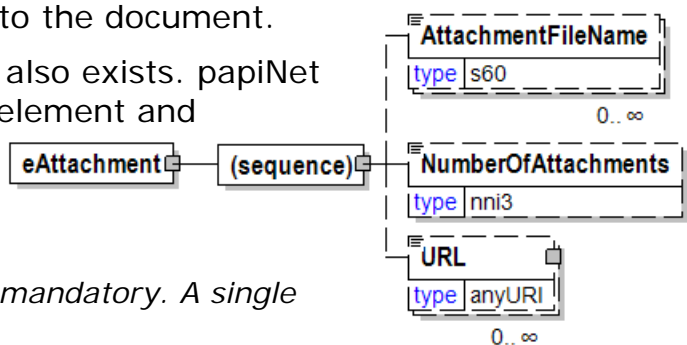 to the document.
also exists. papiNet
element and
mandatory. A single
eAttachment
(sequence)
AttachmentFileName
type s60
0.. ∞
NumberOfAttachments
type nni3
URL
type anyURI
0.. ∞